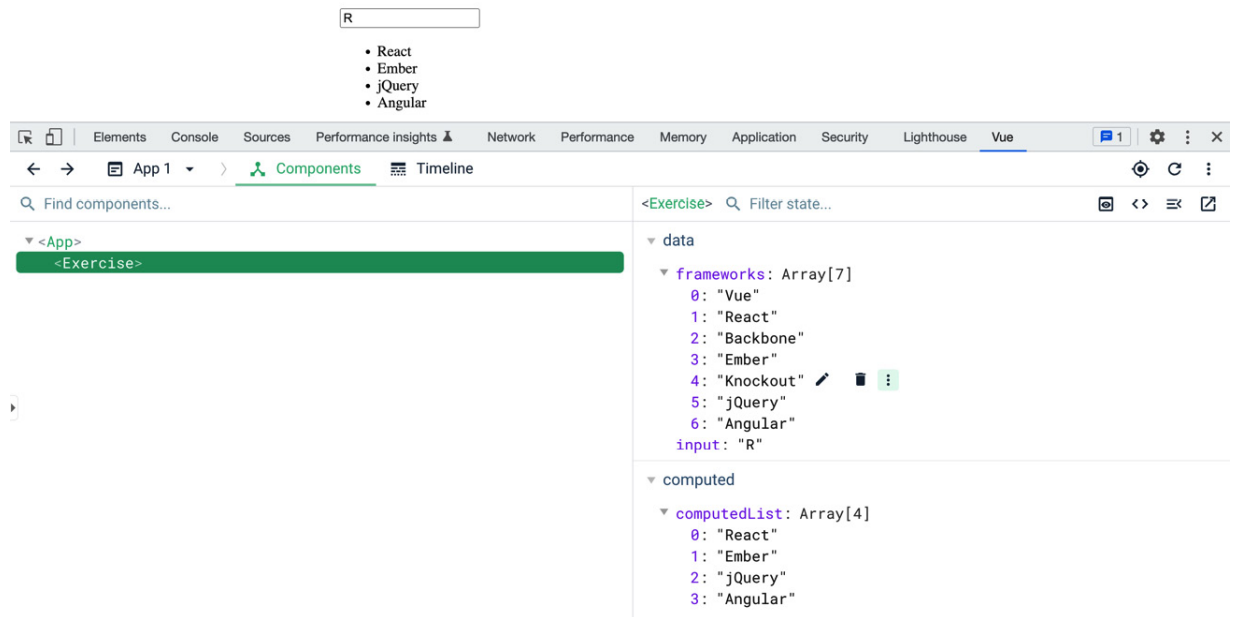 R
• React
• Ember
• jQuery
• Angular
Elements Console Sources Performance insights Network Performance Memory Application Security Lighthouse Vue 1
App 1 Components Timeline
Find components...
<Exercise> Filter state...
<App>
<Exercise>
data
frameworks: Array[7]
0: "Vue"
1: "React"
2: "Backbone"
3: "Ember"
4: "Knockout"
5: "jQuery"
6: "Angular"
input: "R"
computed
computedList: Array[4]
0: "React"
1: "Ember"
2: "jQuery"
3: "Angular"